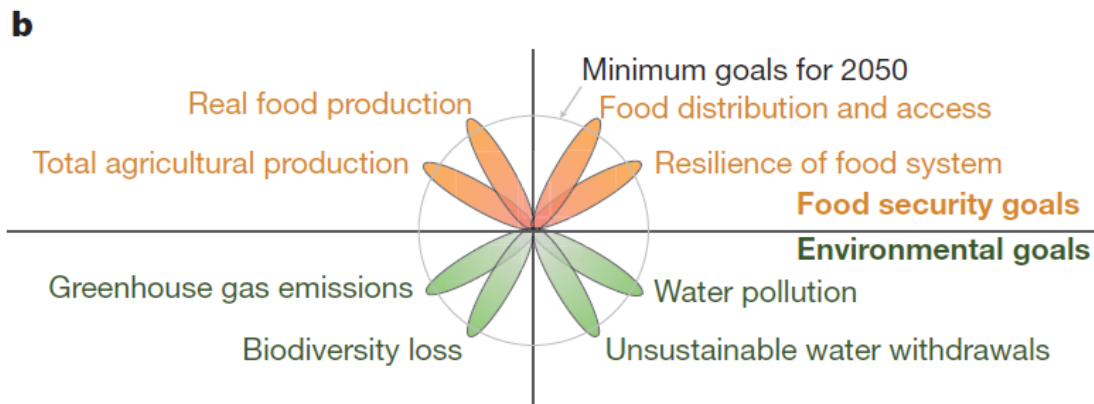 b
Minimum goals for 2050
Real food production
Food distribution and access
Total agricultural production
Resilience of food system
Food security goals
Environmental goals
Greenhouse gas emissions
Water pollution
Biodiversity loss
Unsustainable water withdrawals